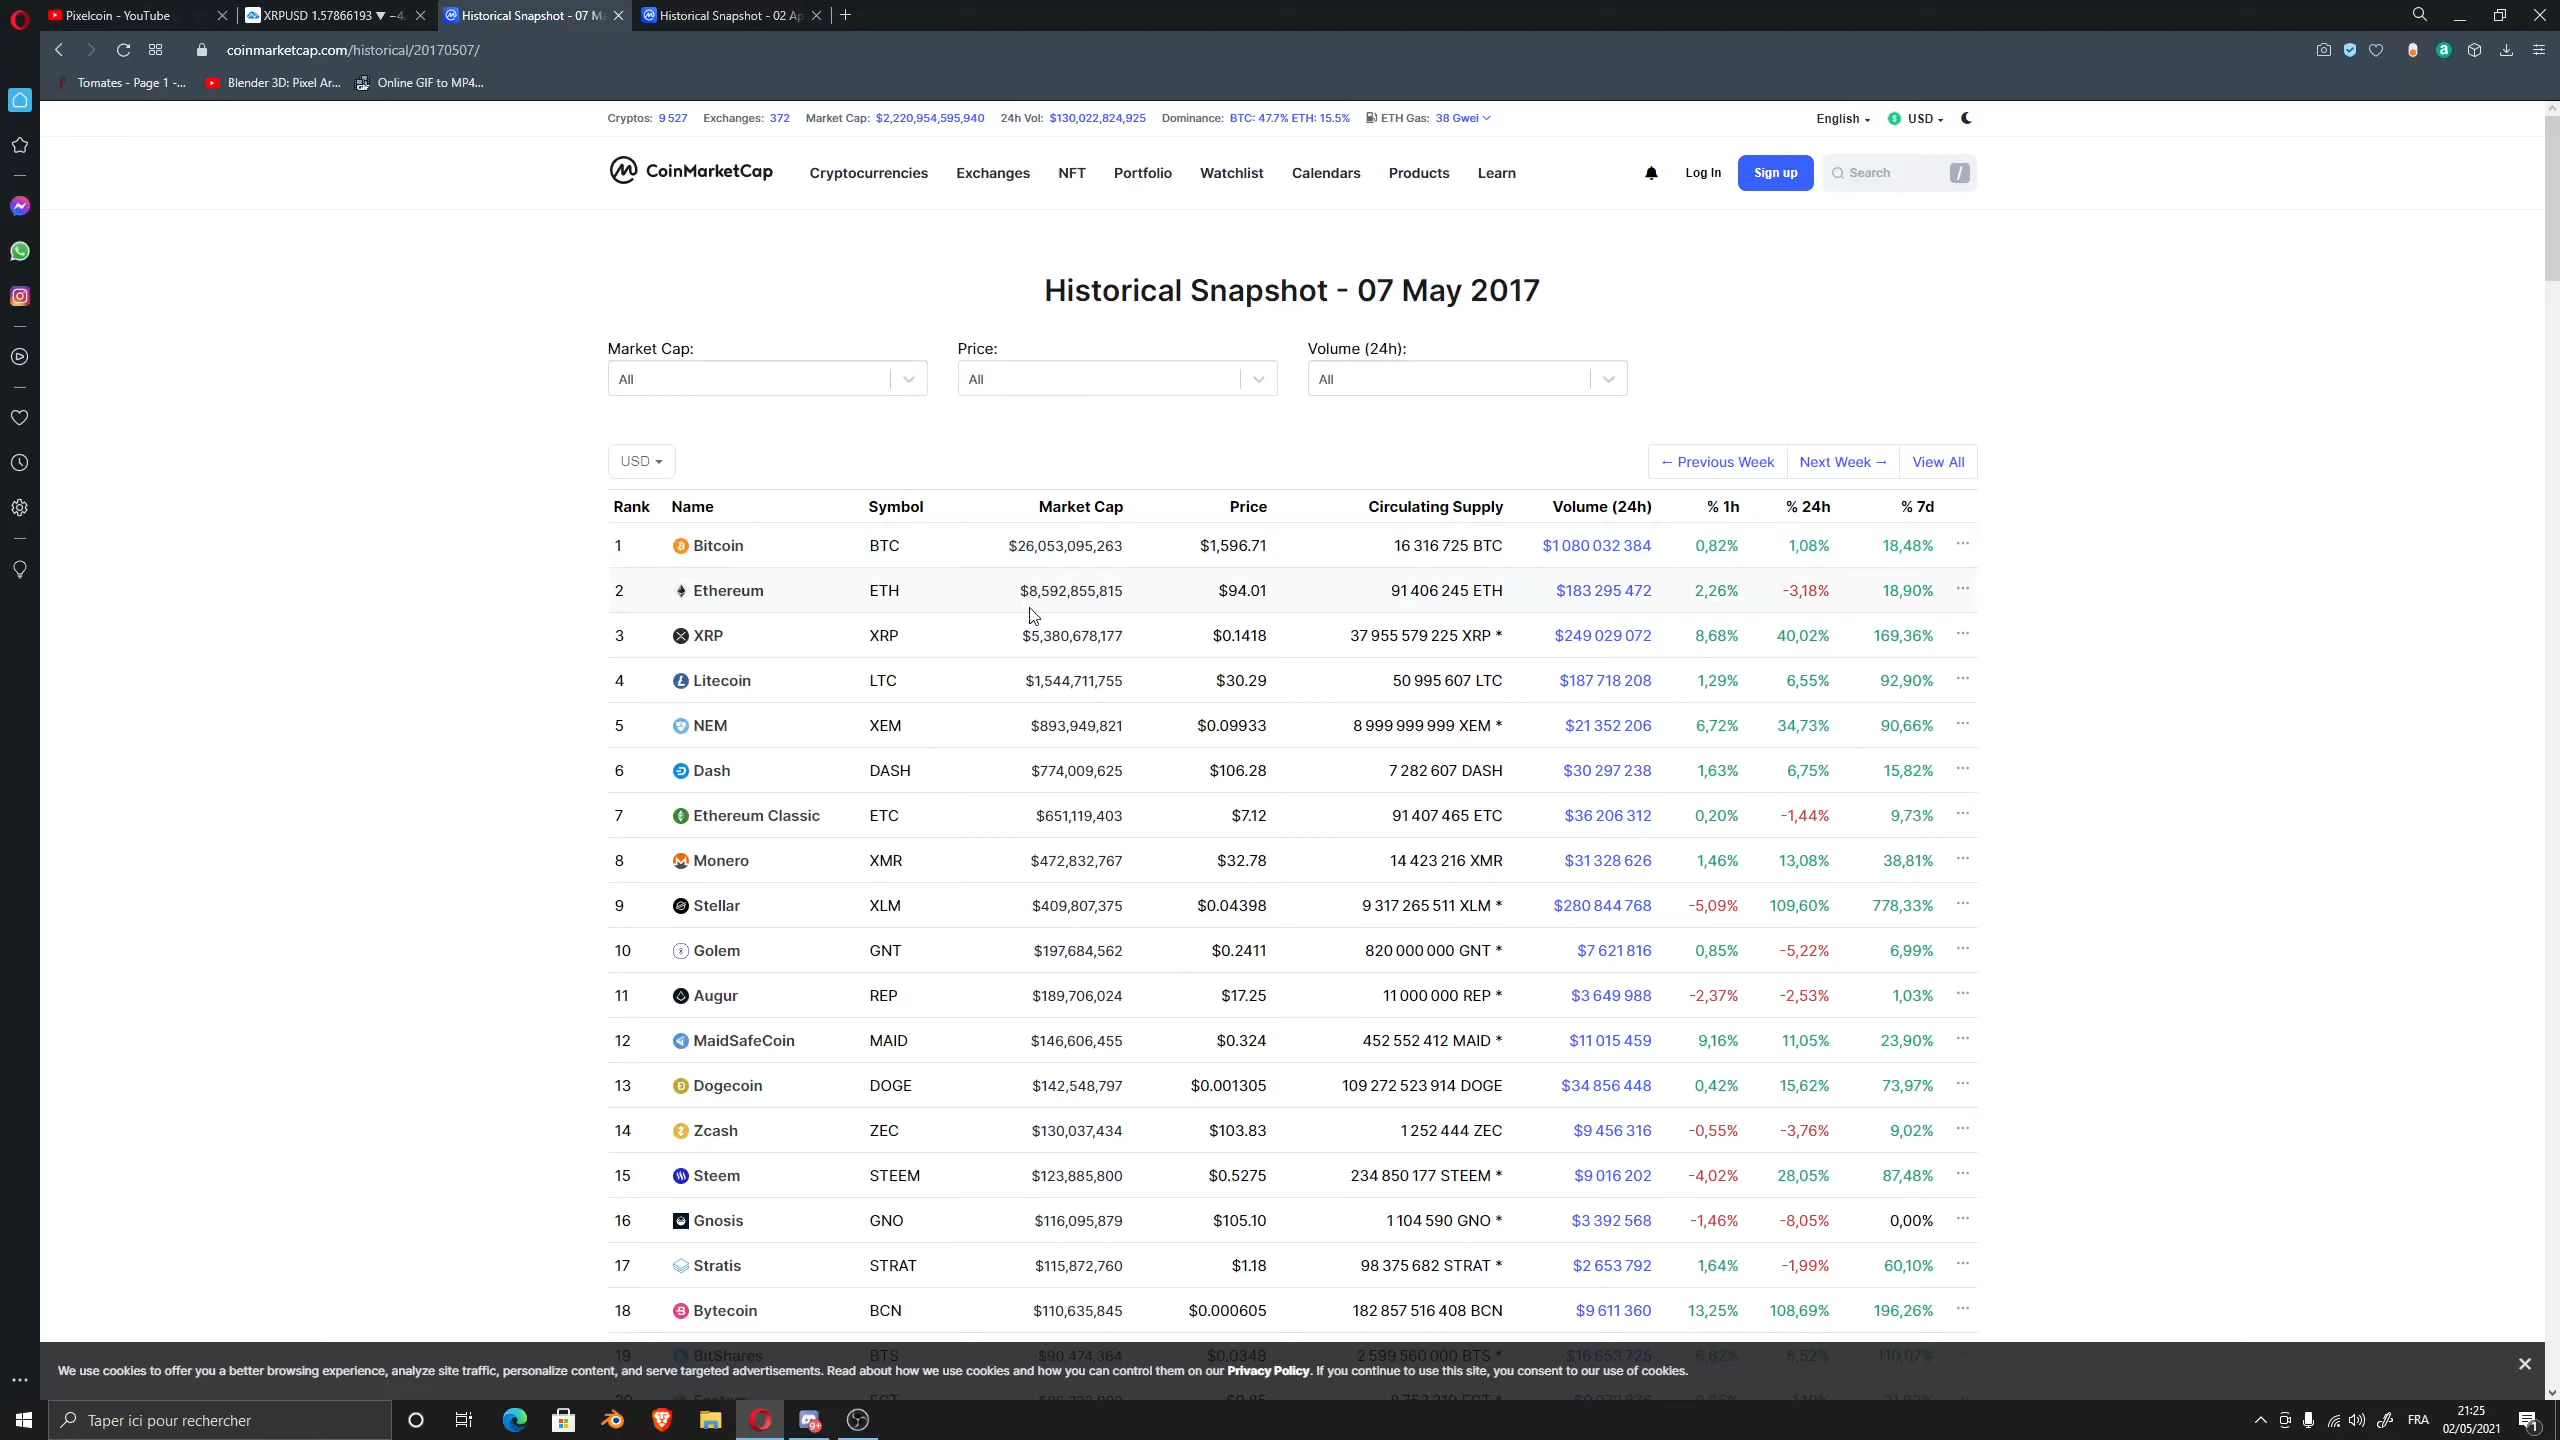 Pixelcoin - YouTube
XRPUSD 1.57866193 ▼ −4.
Historical Snapshot - 07 M
Historical Snapshot - 02 Ap
coinmarketcap.com/historical/20170507/
Tomates - Page 1 -... Blender 3D: Pixel Ar... Online GIF to MP4...
Cryptos: 9 527 Exchanges: 372 Market Cap: $2,220,954,595,940 24h Vol: $130,022,824,925 Dominance: BTC: 47.7% ETH: 15.5% ETH Gas: 38 Gwei English USD
CoinMarketCap Cryptocurrencies Exchanges NFT Portfolio Watchlist Calendars Products Learn Log In Sign up Search /
Historical Snapshot - 07 May 2017
Market Cap: Price: Volume (24h):
All All All
USD ← Previous Week Next Week → View All
Rank Name Symbol Market Cap Price Circulating Supply Volume (24h) % 1h % 24h % 7d
1 Bitcoin BTC $26,053,095,263 $1,596.71 16 316 725 BTC $1 080 032 384 0,82% 1,08% 18,48% ...
2 Ethereum ETH $8,592,855,815 $94.01 91 406 245 ETH $183 295 472 2,26% -3,18% 18,90% ...
3 XRP XRP $5,380,678,177 $0.1418 37 955 579 225 XRP * $249 029 072 8,68% 40,02% 169,36% ...
4 Litecoin LTC $1,544,711,755 $30.29 50 995 607 LTC $187 718 208 1,29% 6,55% 92,90% ...
5 NEM XEM $893,949,821 $0.09933 8 999 999 999 XEM * $21 352 206 6,72% 34,73% 90,66% ...
6 Dash DASH $774,009,625 $106.28 7 282 607 DASH $30 297 238 1,63% 6,75% 15,82% ...
7 Ethereum Classic ETC $651,119,403 $7.12 91 407 465 ETC $36 206 312 0,20% -1,44% 9,73% ...
8 Monero XMR $472,832,767 $32.78 14 423 216 XMR $31 328 626 1,46% 13,08% 38,81% ...
9 Stellar XLM $409,807,375 $0.04398 9 317 265 511 XLM * $280 844 768 -5,09% 109,60% 778,33% ...
10 Golem GNT $197,684,562 $0.2411 820 000 000 GNT * $7 621 816 0,85% -5,22% 6,99% ...
11 Augur REP $189,706,024 $17.25 11 000 000 REP * $3 649 988 -2,37% -2,53% 1,03% ...
12 MaidSafeCoin MAID $146,606,455 $0.324 452 552 412 MAID * $11 015 459 9,16% 11,05% 23,90% ...
13 Dogecoin DOGE $142,548,797 $0.001305 109 272 523 914 DOGE $34 856 448 0,42% 15,62% 73,97% ...
14 Zcash ZEC $130,037,434 $103.83 1 252 444 ZEC $9 456 316 -0,55% -3,76% 9,02% ...
15 Steem STEEM $123,885,800 $0.5275 234 850 177 STEEM * $9 016 202 -4,02% 28,05% 87,48% ...
16 Gnosis GNO $116,095,879 $105.10 1 104 590 GNO * $3 392 568 -1,46% -8,05% 0,00% ...
17 Stratis STRAT $115,872,760 $1.18 98 375 682 STRAT * $2 653 792 1,64% -1,99% 60,10% ...
18 Bytecoin BCN $110,635,845 $0.000605 182 857 516 408 BCN $9 611 360 13,25% 108,69% 196,26% ...
19 BitShares BTS $90,474,364 $0.0348 2 599 560 000 BTS * $16 653 725 6,62% 8,52% 110,07%
We use cookies to offer you a better browsing experience, analyze site traffic, personalize content, and serve targeted advertisements. Read about how we use cookies and how you can control them on our Privacy Policy. If you continue to use this site, you consent to our use of cookies.
Taper ici pour rechercher
9+
FRA
21:25
02/05/2021
1